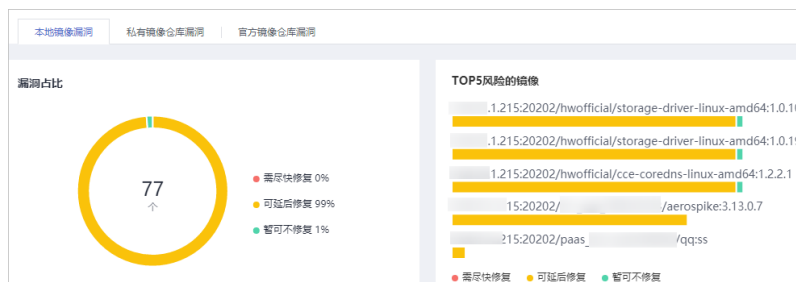 本地镜像漏洞 私有镜像仓库漏洞 官方镜像仓库漏洞
漏洞占比
77
个
需尽快修复 0%
可延后修复 99%
暂可不修复 1%
TOP5风险的镜像
.1.215:20202/hwofficial/storage-driver-linux-amd64:1.0.10
.1.215:20202/hwofficial/storage-driver-linux-amd64:1.0.19
1.215:20202/hwofficial/cce-coredns-linux-amd64:1.2.2.1
15:20202/ /aerospike:3.13.0.7
215:20202/paas_ /qq:ss
需尽快修复 可延后修复 暂可不修复